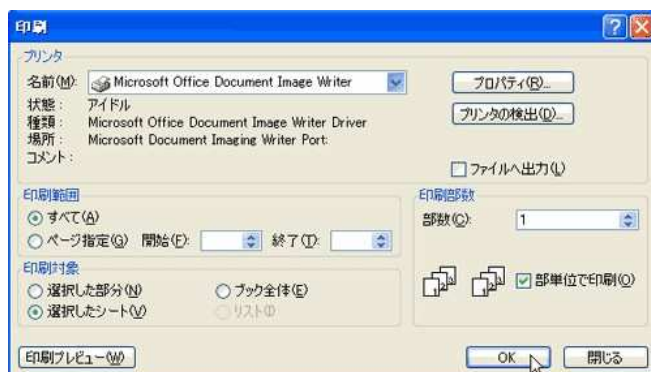 印刷
プリンタ
名前(M): Microsoft Office Document Image Writer
プロパティ(R)...
状態: アイドル
種類: Microsoft Office Document Image Writer Driver
プリンタの検出(D)...
場所: Microsoft Document Imaging Writer Port:
コメント:
ファイルへ出力(L)
印刷範囲
すべて(A)
ページ指定(G) 開始(F): 終了(T):
印刷部数
部数(C): 1
部単位で印刷(O)
印刷対象
選択した部分(N) ブック全体(E)
選択したシート(V) リスト(I)
印刷プレビュー(W) OK 閉じる